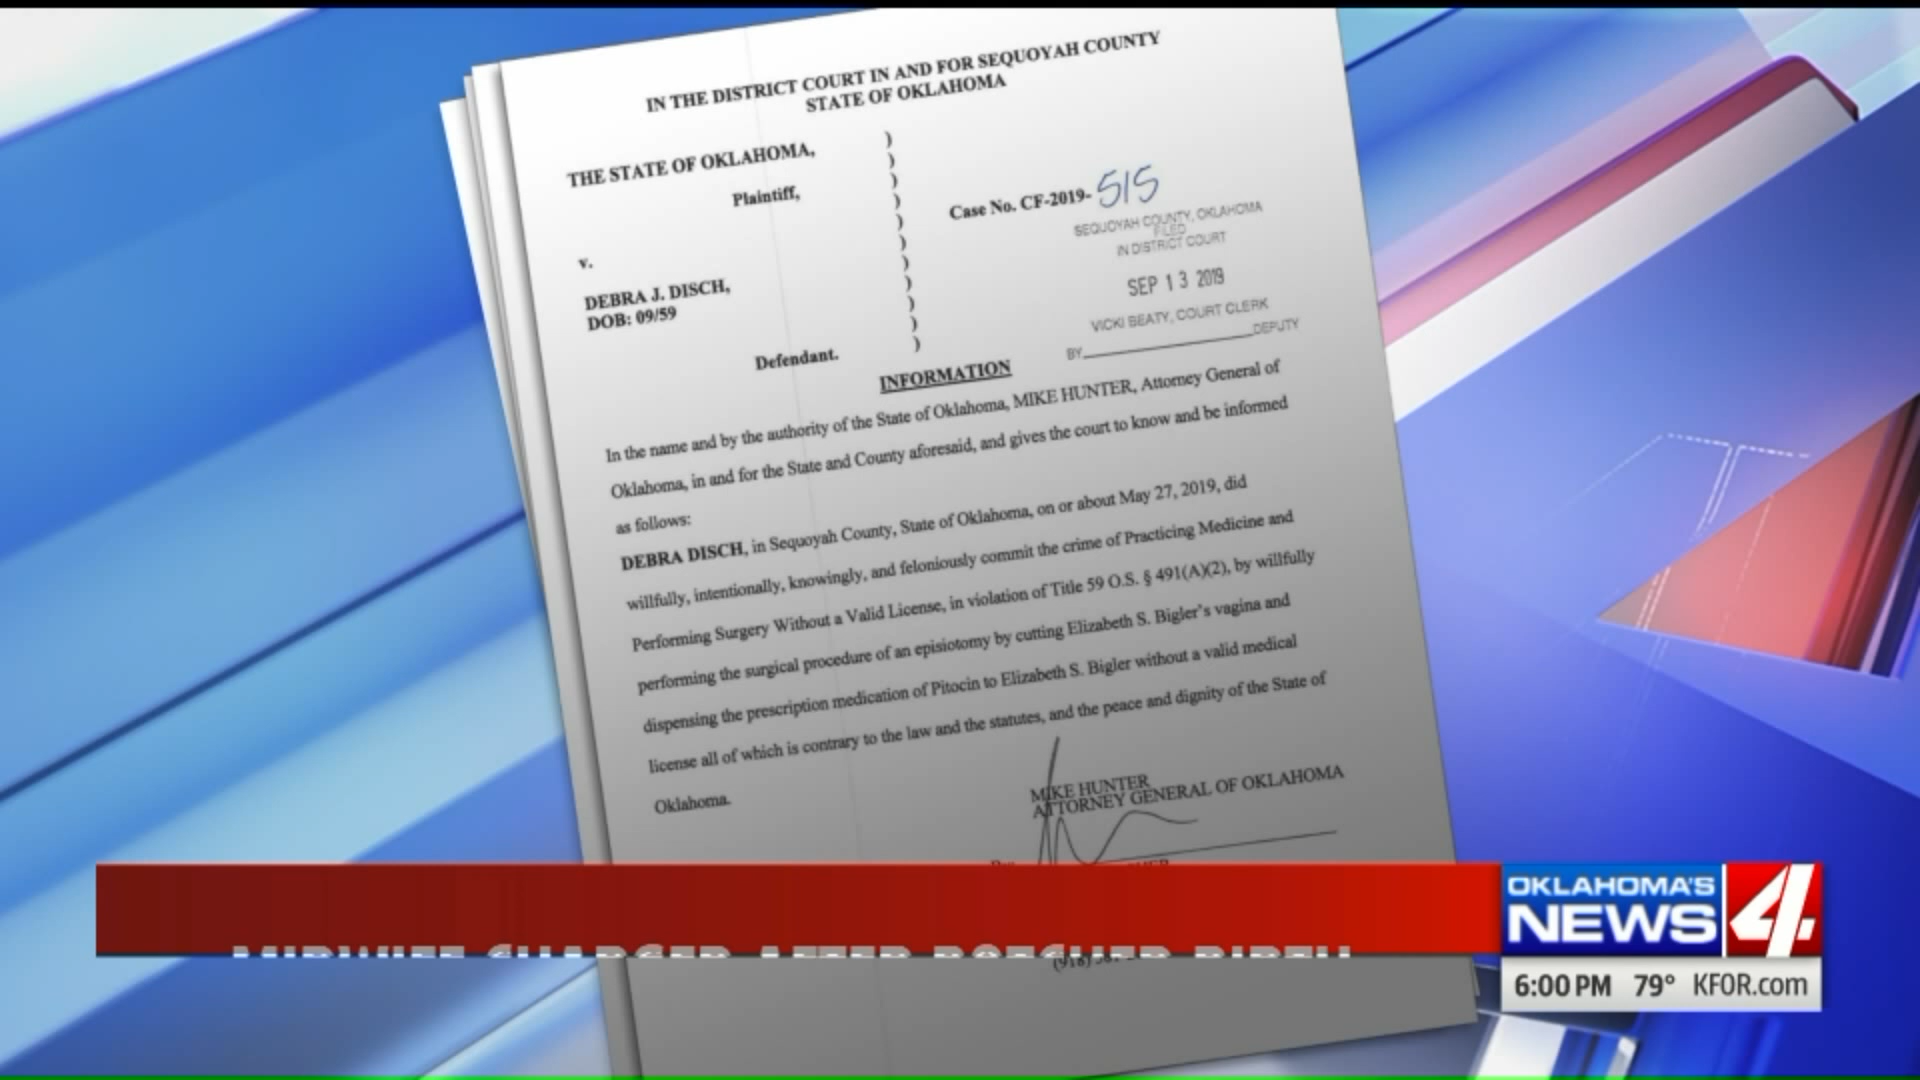 IN THE DISTRICT COURT IN AND FOR SEQUOYAH COUNTY
STATE OF OKLAHOMA
THE STATE OF OKLAHOMA,
Plaintiff,
v.
DEBRA J. DISCH,
DOB: 09/59
Defendant.
)
)
)
)
)
)
)
)
)
)
)
Case No. CF-2019-515
SEQUOYAH COUNTY, OKLAHOMA
FILED
IN DISTRICT COURT
SEP 13 2019
VICKI BEATY, COURT CLERK
BY DEPUTY
INFORMATION
In the name and by the authority of the State of Oklahoma, MIKE HUNTER, Attorney General of
Oklahoma, in and for the State and County aforesaid, and gives the court to know and be informed
as follows:
DEBRA DISCH, in Sequoyah County, State of Oklahoma, on or about May 27, 2019, did
willfully, intentionally, knowingly, and feloniously commit the crime of Practicing Medicine and
Performing Surgery Without a Valid License, in violation of Title 59 O.S. § 491(A)(2), by willfully
performing the surgical procedure of an episiotomy by cutting Elizabeth S. Bigler's vagina and
dispensing the prescription medication of Pitocin to Elizabeth S. Bigler without a valid medical
license all of which is contrary to the law and the statutes, and the peace and dignity of the State of
Oklahoma.
MIKE HUNTER
ATTORNEY GENERAL OF OKLAHOMA
(918)
OKLAHOMA'S
NEWS 4
6:00 PM 79° KFOR.com